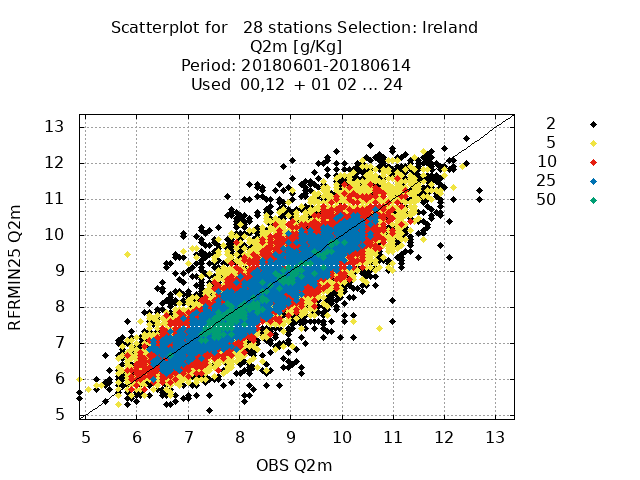 Scatterplot for 28 stations Selection: Ireland
Q2m [g/Kg]
Period: 20180601-20180614
Used 00,12 + 01 02 ... 24
RFRMIN25 Q2m
13
12
11
10
9
8
7
6
5
5 6 7 8 9 10 11 12 13
OBS Q2m
2
5
10
25
50